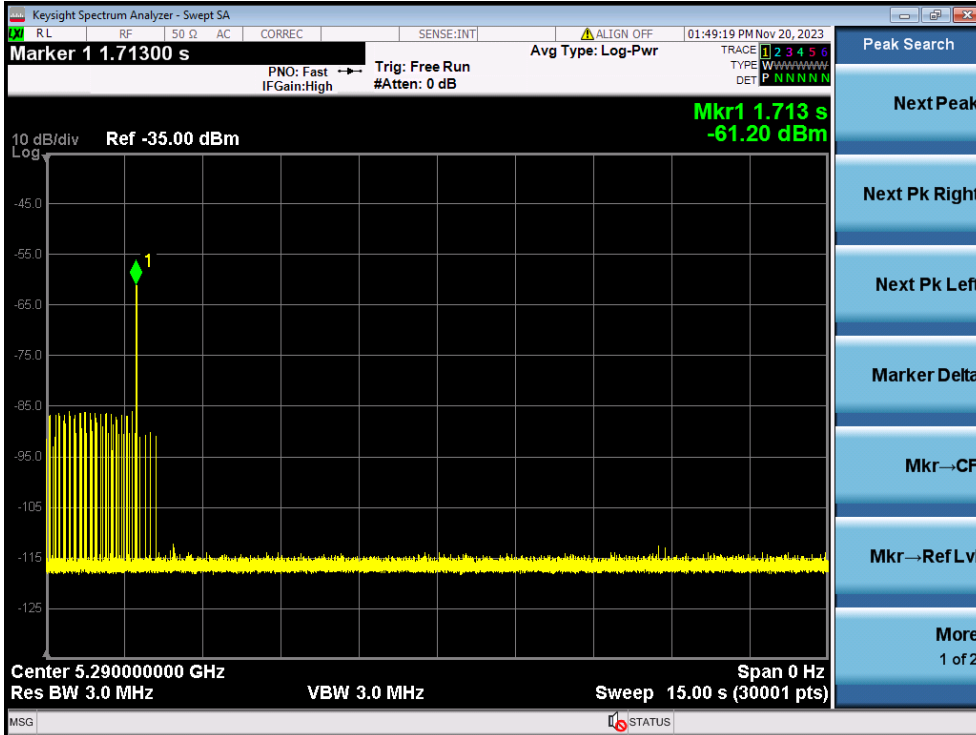 Keysight Spectrum Analyzer - Swept SA
LXI RL RF 50 Ω AC CORREC SENSE:INT ALIGN OFF 01:49:19 PM Nov 20, 2023
Marker 1 1.71300 s
PNO: Fast
IFGain:High
Trig: Free Run
#Atten: 0 dB
Avg Type: Log-Pwr
TRACE 1 2 3 4 5 6
TYPE WWWWWW
DET P N N N N N
Mkr1 1.713 s
-61.20 dBm
10 dB/div Ref -35.00 dBm
Log
-45.0
1
-55.0
-65.0
-75.0
-85.0
-95.0
-105
-115
-125
Center 5.290000000 GHz Span 0 Hz
Res BW 3.0 MHz VBW 3.0 MHz Sweep 15.00 s (30001 pts)
MSG STATUS
Peak Search
Next Peak
Next Pk Right
Next Pk Left
Marker Delta
Mkr→CF
Mkr→Ref Lvl
More
1 of 2